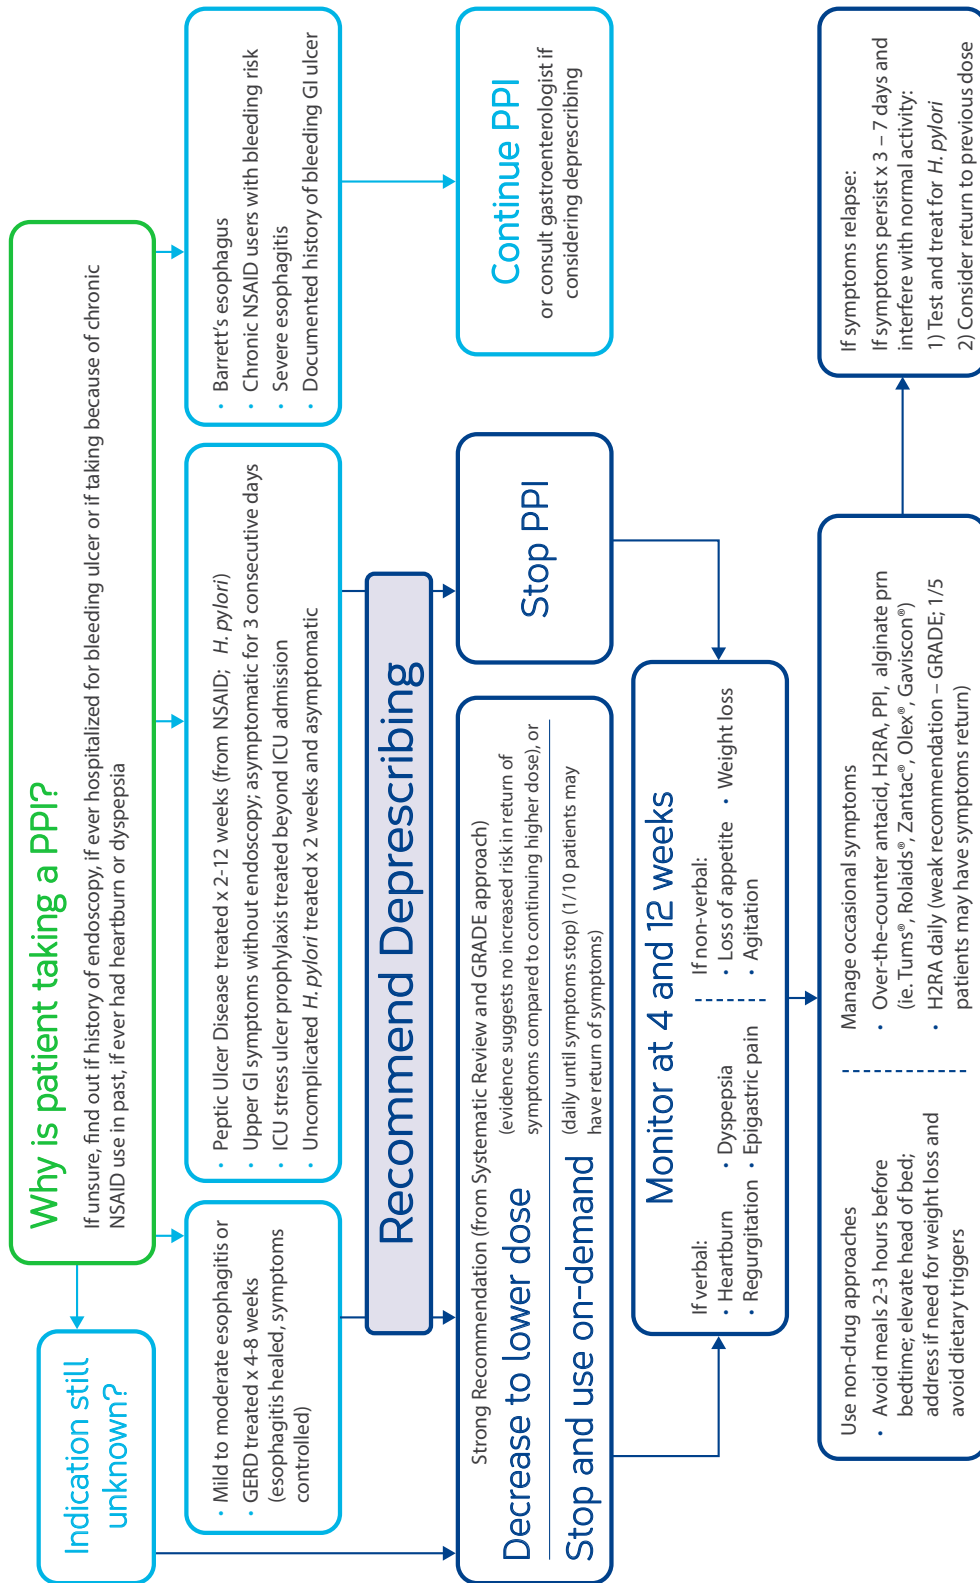 Why is patient taking a PPI?
If unsure, find out if history of endoscopy, if ever hospitalized for bleeding ulcer or if taking because of chronic
NSAID use in past, if ever had heartburn or dyspepsia
Indication still
unknown?
· Mild to moderate esophagitis or
· GERD treated x 4-8 weeks
(esophagitis healed, symptoms
controlled)
· Peptic Ulcer Disease treated x 2-12 weeks (from NSAID; H. pylori)
· Upper GI symptoms without endoscopy; asymptomatic for 3 consecutive days
· ICU stress ulcer prophylaxis treated beyond ICU admission
· Uncomplicated H. pylori treated x 2 weeks and asymptomatic
· Barrett's esophagus
· Chronic NSAID users with bleeding risk
· Severe esophagitis
· Documented history of bleeding GI ulcer
Recommend Deprescribing
Strong Recommendation (from Systematic Review and GRADE approach)
Decrease to lower dose
(evidence suggests no increased risk in return of
symptoms compared to continuing higher dose), or
Stop and use on-demand
(daily until symptoms stop) (1/10 patients may
have return of symptoms)
Stop PPI
Continue PPI
or consult gastroenterologist if
considering deprescribing
Monitor at 4 and 12 weeks
If verbal:
· Heartburn · Dyspepsia
· Regurgitation · Epigastric pain
If non-verbal:
· Loss of appetite · Weight loss
· Agitation
Use non-drug approaches
· Avoid meals 2-3 hours before
bedtime; elevate head of bed;
address if need for weight loss and
avoid dietary triggers
Manage occasional symptoms
· Over-the-counter antacid, H2RA, PPI, alginate prn
(ie. Tums®, Rolaids®, Zantac®, Olex®, Gaviscon®)
· H2RA daily (weak recommendation – GRADE; 1/5
patients may have symptoms return)
If symptoms relapse:
If symptoms persist x 3 – 7 days and
interfere with normal activity:
1) Test and treat for H. pylori
2) Consider return to previous dose